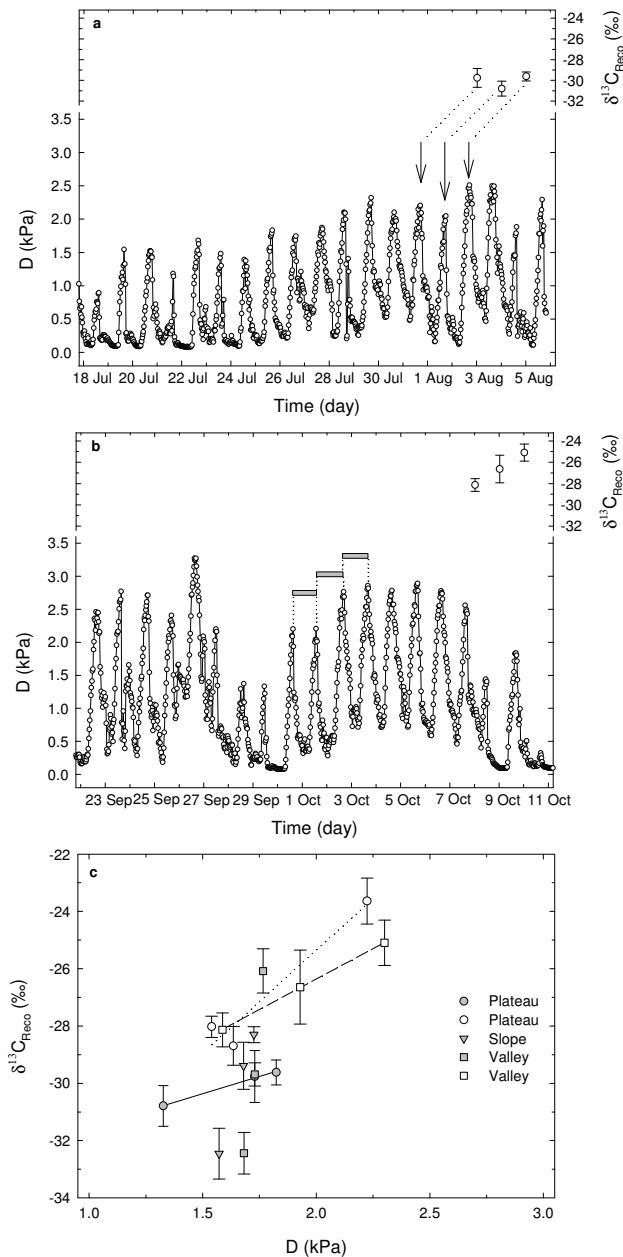 a
-24
-26
-28
-30
-32
δ13CReco (‰)
3.5
3.0
2.5
2.0
1.5
1.0
0.5
0.0
D (kPa)
18 Jul 20 Jul 22 Jul 24 Jul 26 Jul 28 Jul 30 Jul 1 Aug 3 Aug 5 Aug
Time (day)
b
-24
-26
-28
-30
-32
δ13CReco (‰)
3.5
3.0
2.5
2.0
1.5
1.0
0.5
0.0
D (kPa)
23 Sep 25 Sep 27 Sep 29 Sep 1 Oct 3 Oct 5 Oct 7 Oct 9 Oct 11 Oct
Time (day)
c
-22
-24
-26
-28
-30
-32
-34
δ13CReco (‰)
Plateau
Plateau
Slope
Valley
Valley
1.0 1.5 2.0 2.5 3.0
D (kPa)